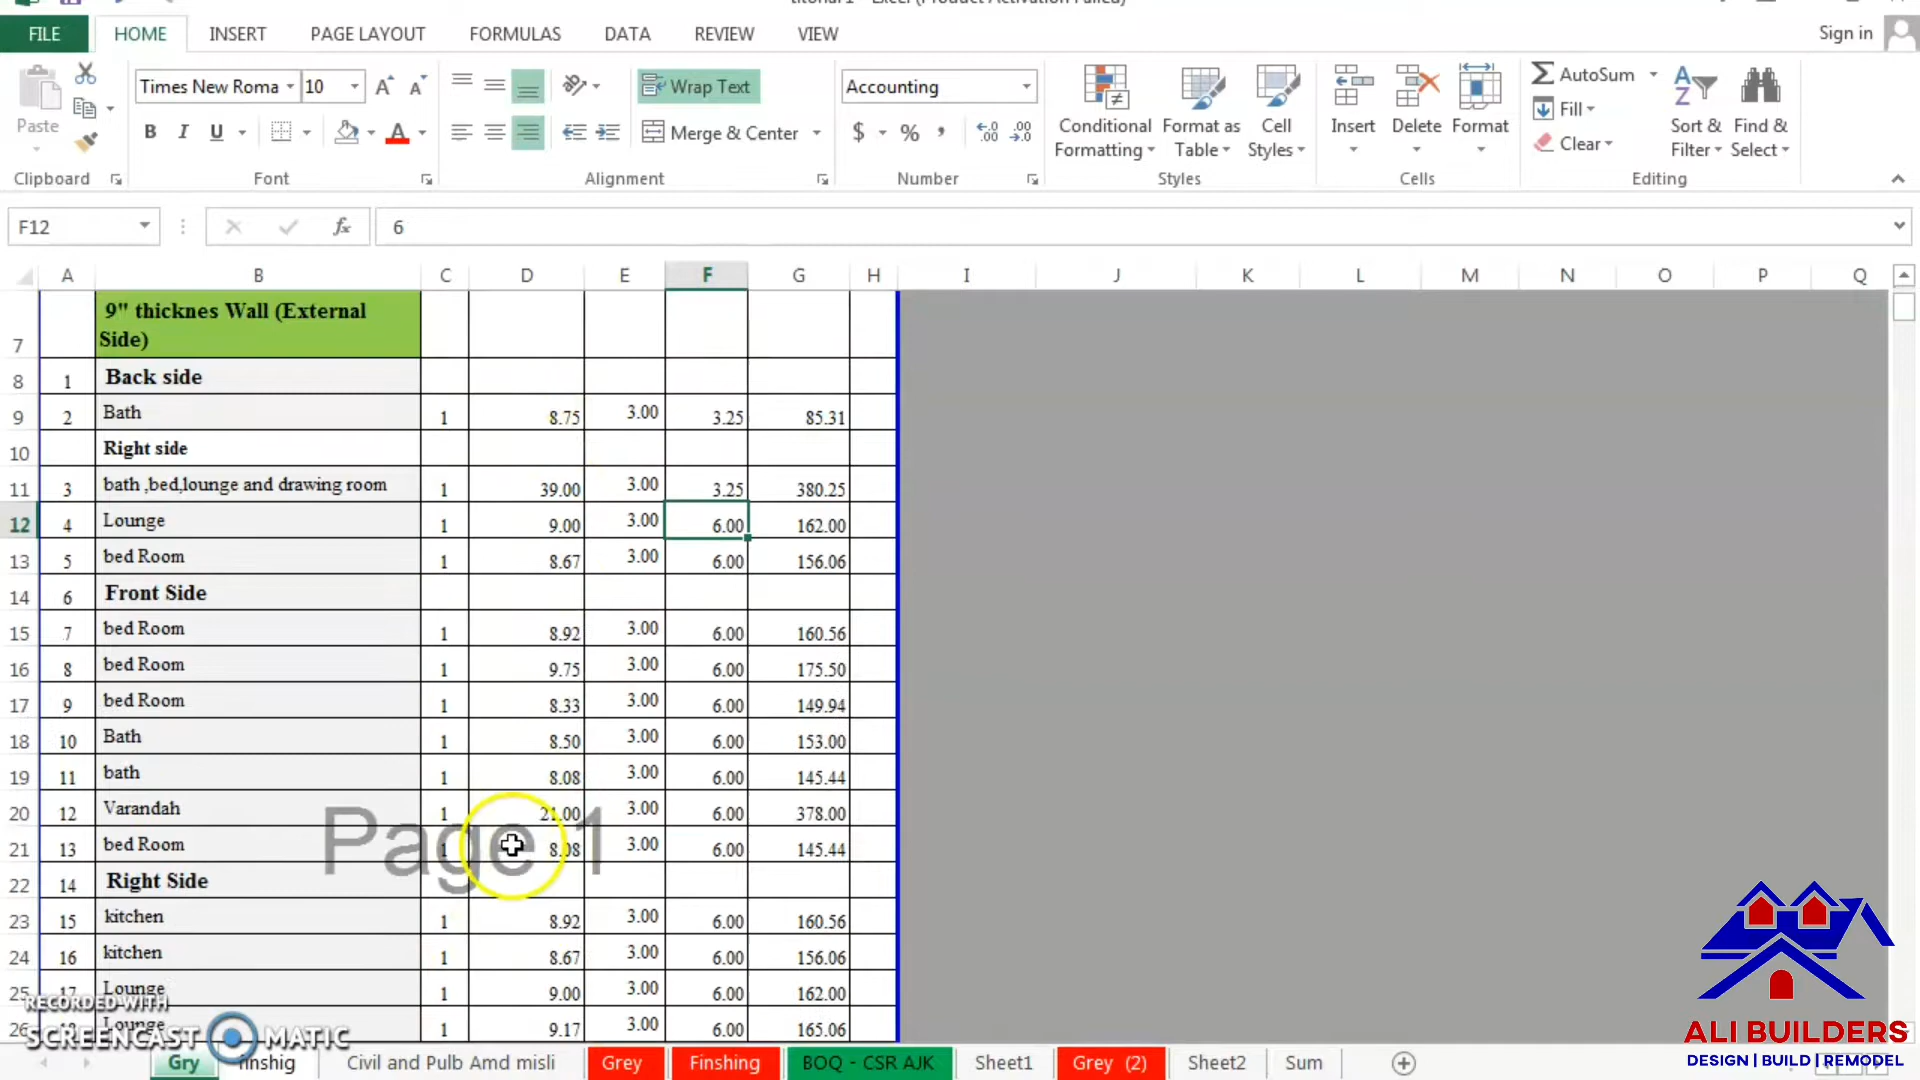 FILE HOME INSERT PAGE LAYOUT FORMULAS DATA REVIEW VIEW Sign in
Times New Roma 10 Wrap Text Accounting AutoSum
Paste Fill
B I U A Merge & Center $ % Clear
Conditional Formatting Format as Table Cell Styles Insert Delete Format Sort & Filter Find & Select
Clipboard Font Alignment Number Styles Cells Editing
F12 fx 6
A B C D E F G H I J K L M N O P Q
7 9" thicknes Wall (External Side)
8 1 Back side
9 2 Bath 1 8.75 3.00 3.25 85.31
10 Right side
11 3 bath ,bed,lounge and drawing room 1 39.00 3.00 3.25 380.25
12 4 Lounge 1 9.00 3.00 6.00 162.00
13 5 bed Room 1 8.67 3.00 6.00 156.06
14 6 Front Side
15 7 bed Room 1 8.92 3.00 6.00 160.56
16 8 bed Room 1 9.75 3.00 6.00 175.50
17 9 bed Room 1 8.33 3.00 6.00 149.94
18 10 Bath 1 8.50 3.00 6.00 153.00
19 11 bath 1 8.08 3.00 6.00 145.44
20 12 Varandah 1 21.00 3.00 6.00 378.00
21 13 bed Room 1 8.08 3.00 6.00 145.44
Page 1
22 14 Right Side
23 15 kitchen 1 8.92 3.00 6.00 160.56
24 16 kitchen 1 8.67 3.00 6.00 156.06
25 17 Lounge 1 9.00 3.00 6.00 162.00
26 18 Lounge 1 9.17 3.00 6.00 165.06
RECORDED WITH
SCREENCAST MATIC
ALI BUILDERS
DESIGN | BUILD | REMODEL
Gry finshig Civil and Pulb Amd misli Grey Finshing BOQ - CSR AJK Sheet1 Grey (2) Sheet2 Sum